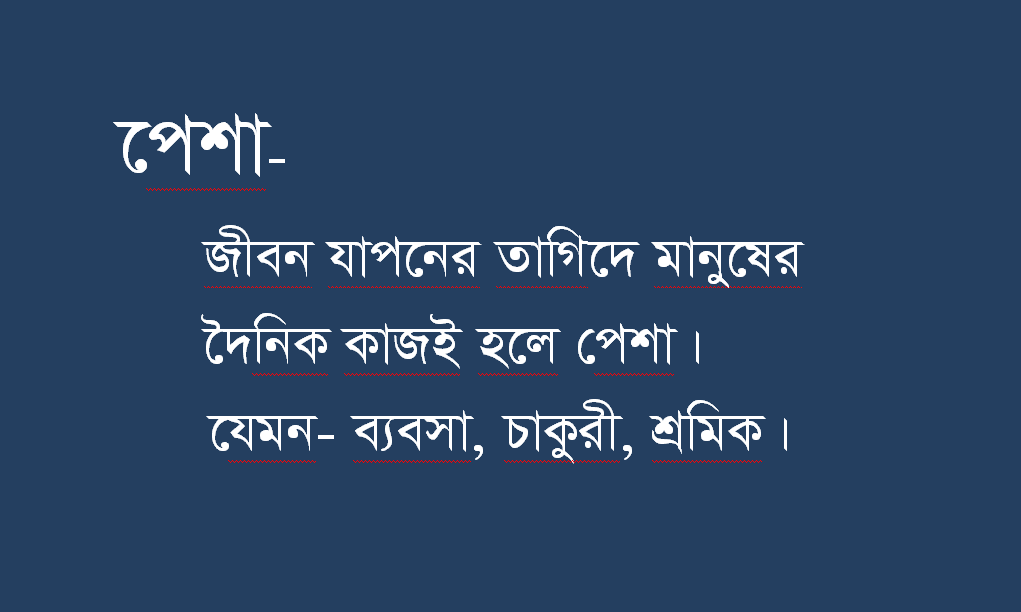 পেশা-
জীবন যাপনের তাগিদে মানুষের
দৈনিক কাজই হলে পেশা।
যেমন- ব্যবসা, চাকুরী, শ্রমিক।